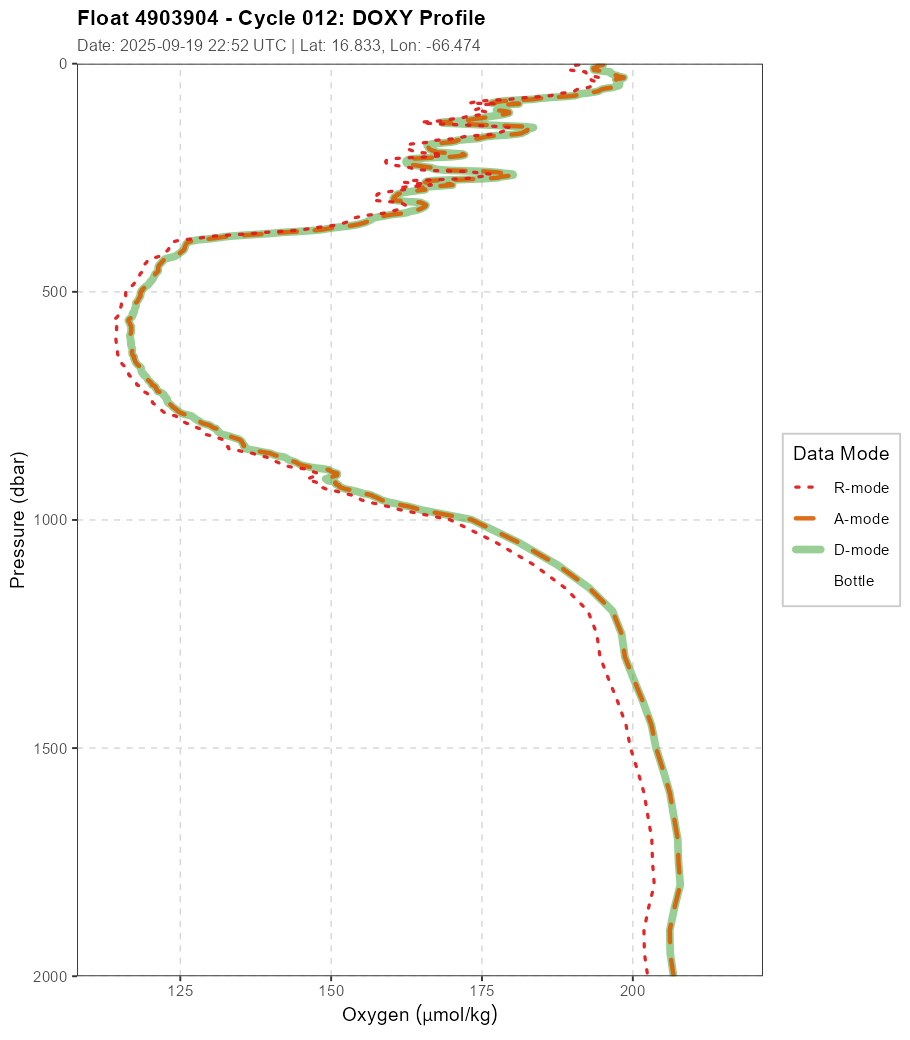 Float 4903904 - Cycle 012: DOXY Profile
Date: 2025-09-19 22:52 UTC | Lat: 16.833, Lon: -66.474
0
500
1000
1500
2000
Pressure (dbar)
125 150 175 200
Oxygen (μmol/kg)
Data Mode
R-mode
A-mode
D-mode
Bottle